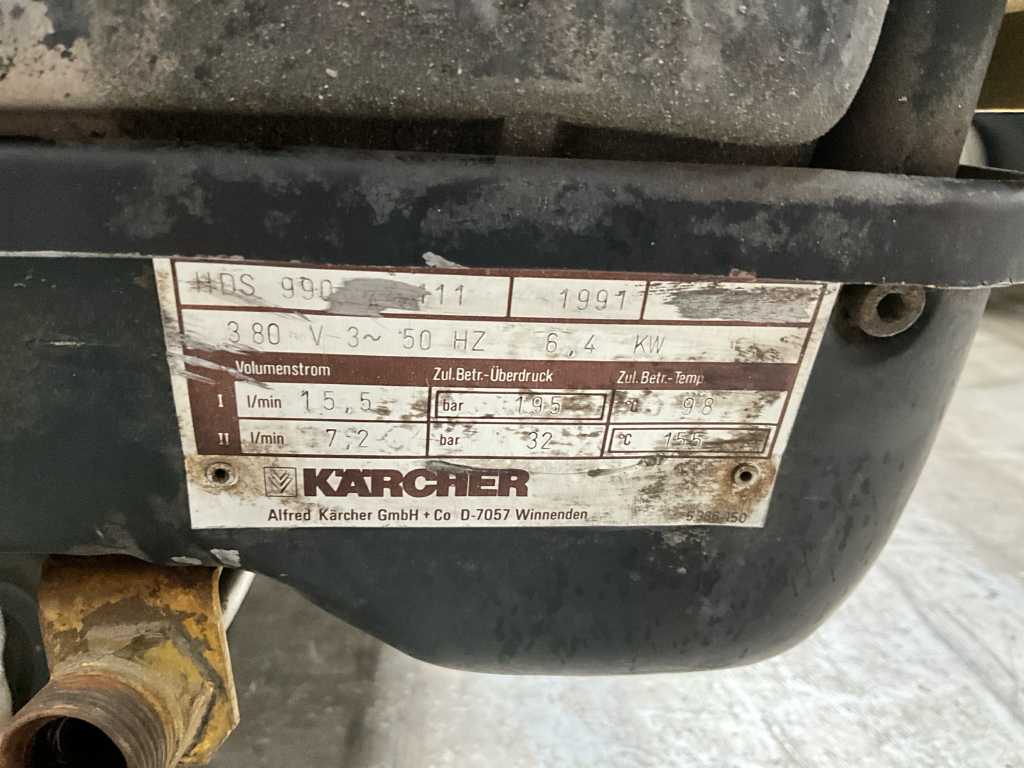 HDS 990 111 1991
380 V 3~ 50 HZ 6,4 KW
Volumenstrom Zul.Betr.-Überdruck Zul.Betr.-Temp
I l/min 15,5 bar 195 °C 98
II l/min 7,2 bar 32 °C 155
KÄRCHER
Alfred Kärcher GmbH + Co D-7057 Winnenden